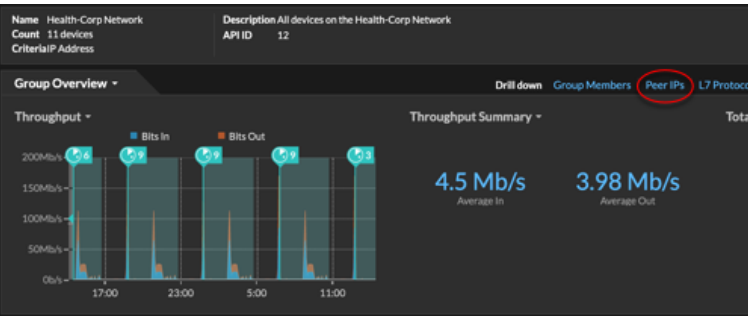 Name Health-Corp Network Description All devices on the Health-Corp Network
Count 11 devices API ID 12
CriteriaIP Address
Group Overview Drill down Group Members Peer IPs L7 Protoco
Throughput Throughput Summary Tota
Bits In Bits Out
6 9 9 9 3
200Mb/s
150Mb/s
100Mb/s
50Mb/s
0b/s
4.5 Mb/s 3.98 Mb/s
Average In Average Out
17:00 23:00 5:00 11:00